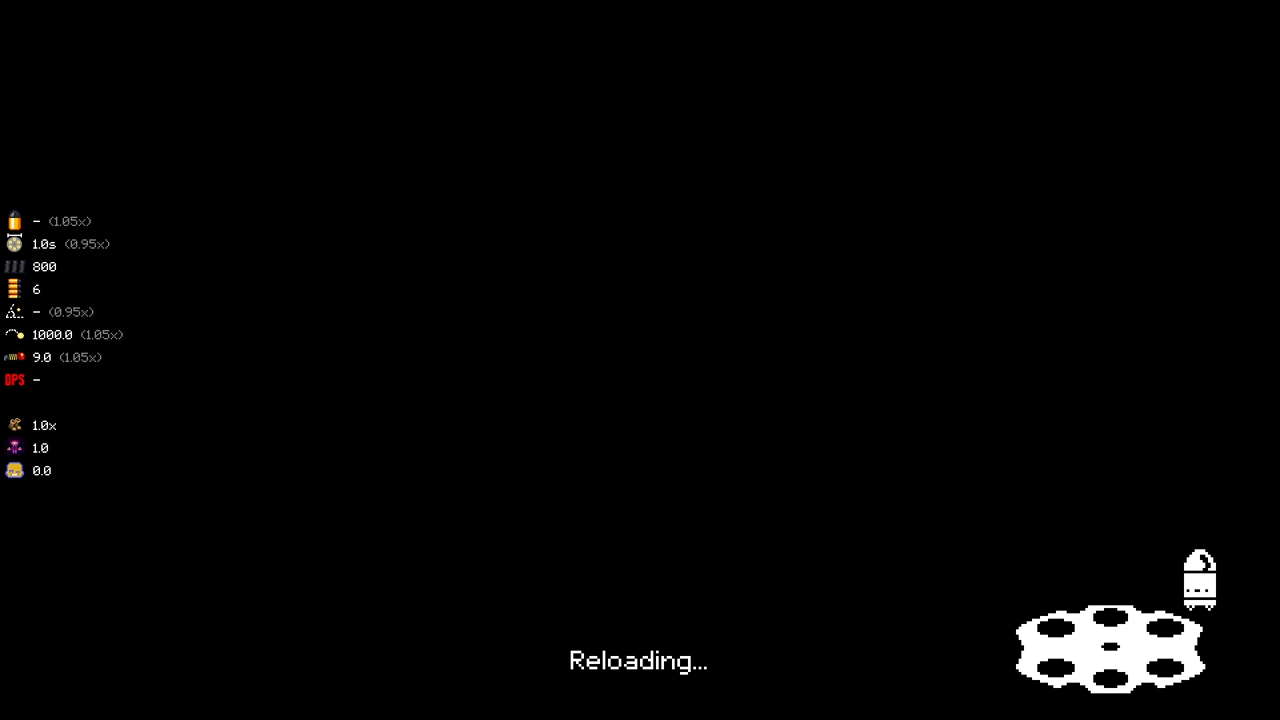 – (1.05x)
1.0s (0.95x)
800
6
– (0.95x)
1000.0 (1.05x)
9.0 (1.05x)
DPS –
1.0x
1.0
0.0
Reloading...